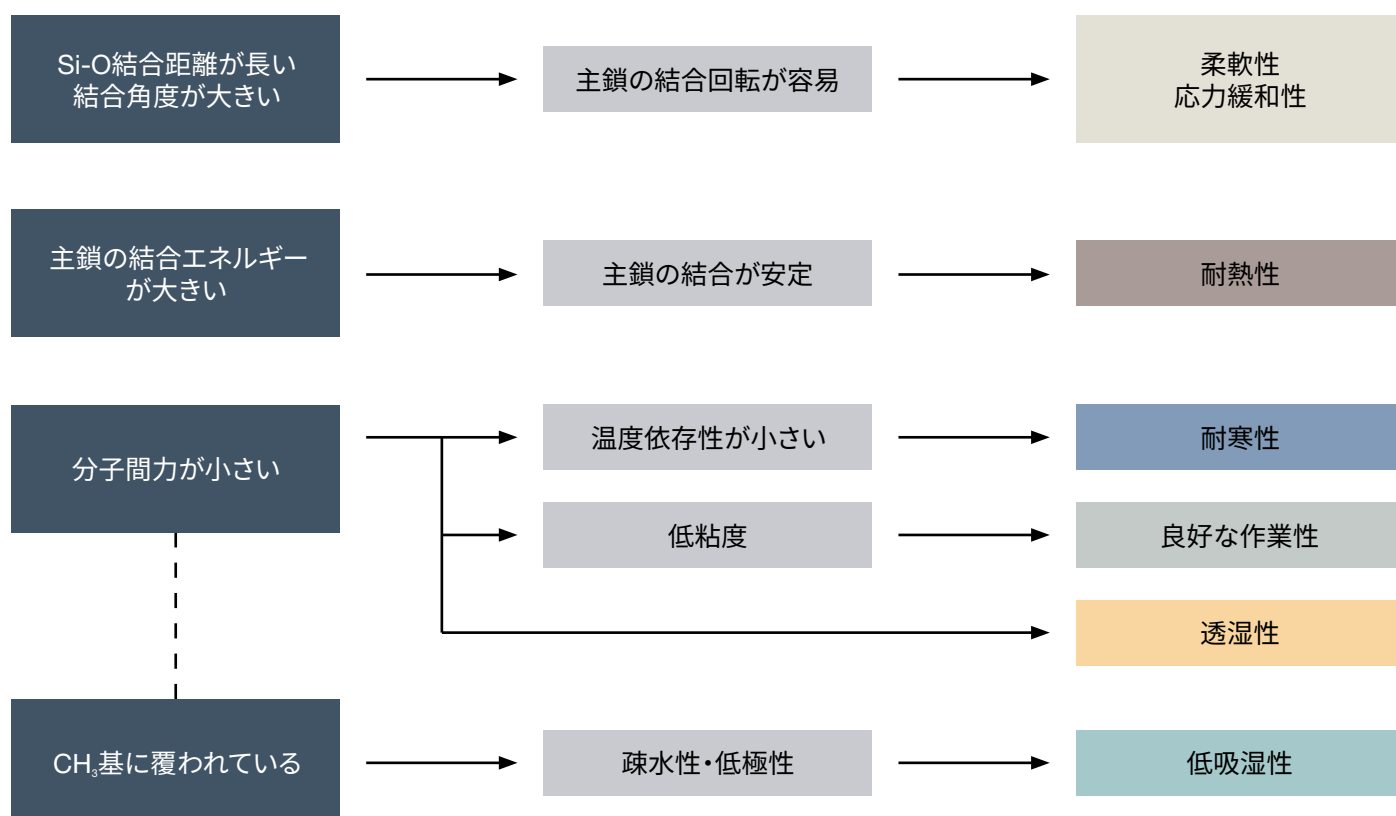 Si-O結合距離が長い
結合角度が大きい
主鎖の結合回転が容易
柔軟性
応力緩和性
主鎖の結合エネルギー
が大きい
主鎖の結合が安定
耐熱性
分子間力が小さい
温度依存性が小さい
耐寒性
低粘度
良好な作業性
透湿性
CH₃基に覆われている
疎水性・低極性
低吸湿性